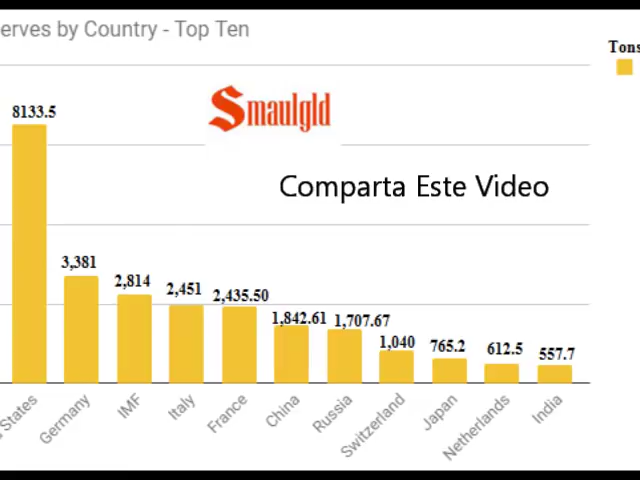 erves by Country - Top Ten
Tons
8133.5
Smaulgld
Comparta Este Video
3,381
2,814
2,451
2,435.50
1,842.61
1,707.67
1,040
765.2
612.5
557.7
States
Germany
IMF
Italy
France
China
Russia
Switzerland
Japan
Netherlands
India